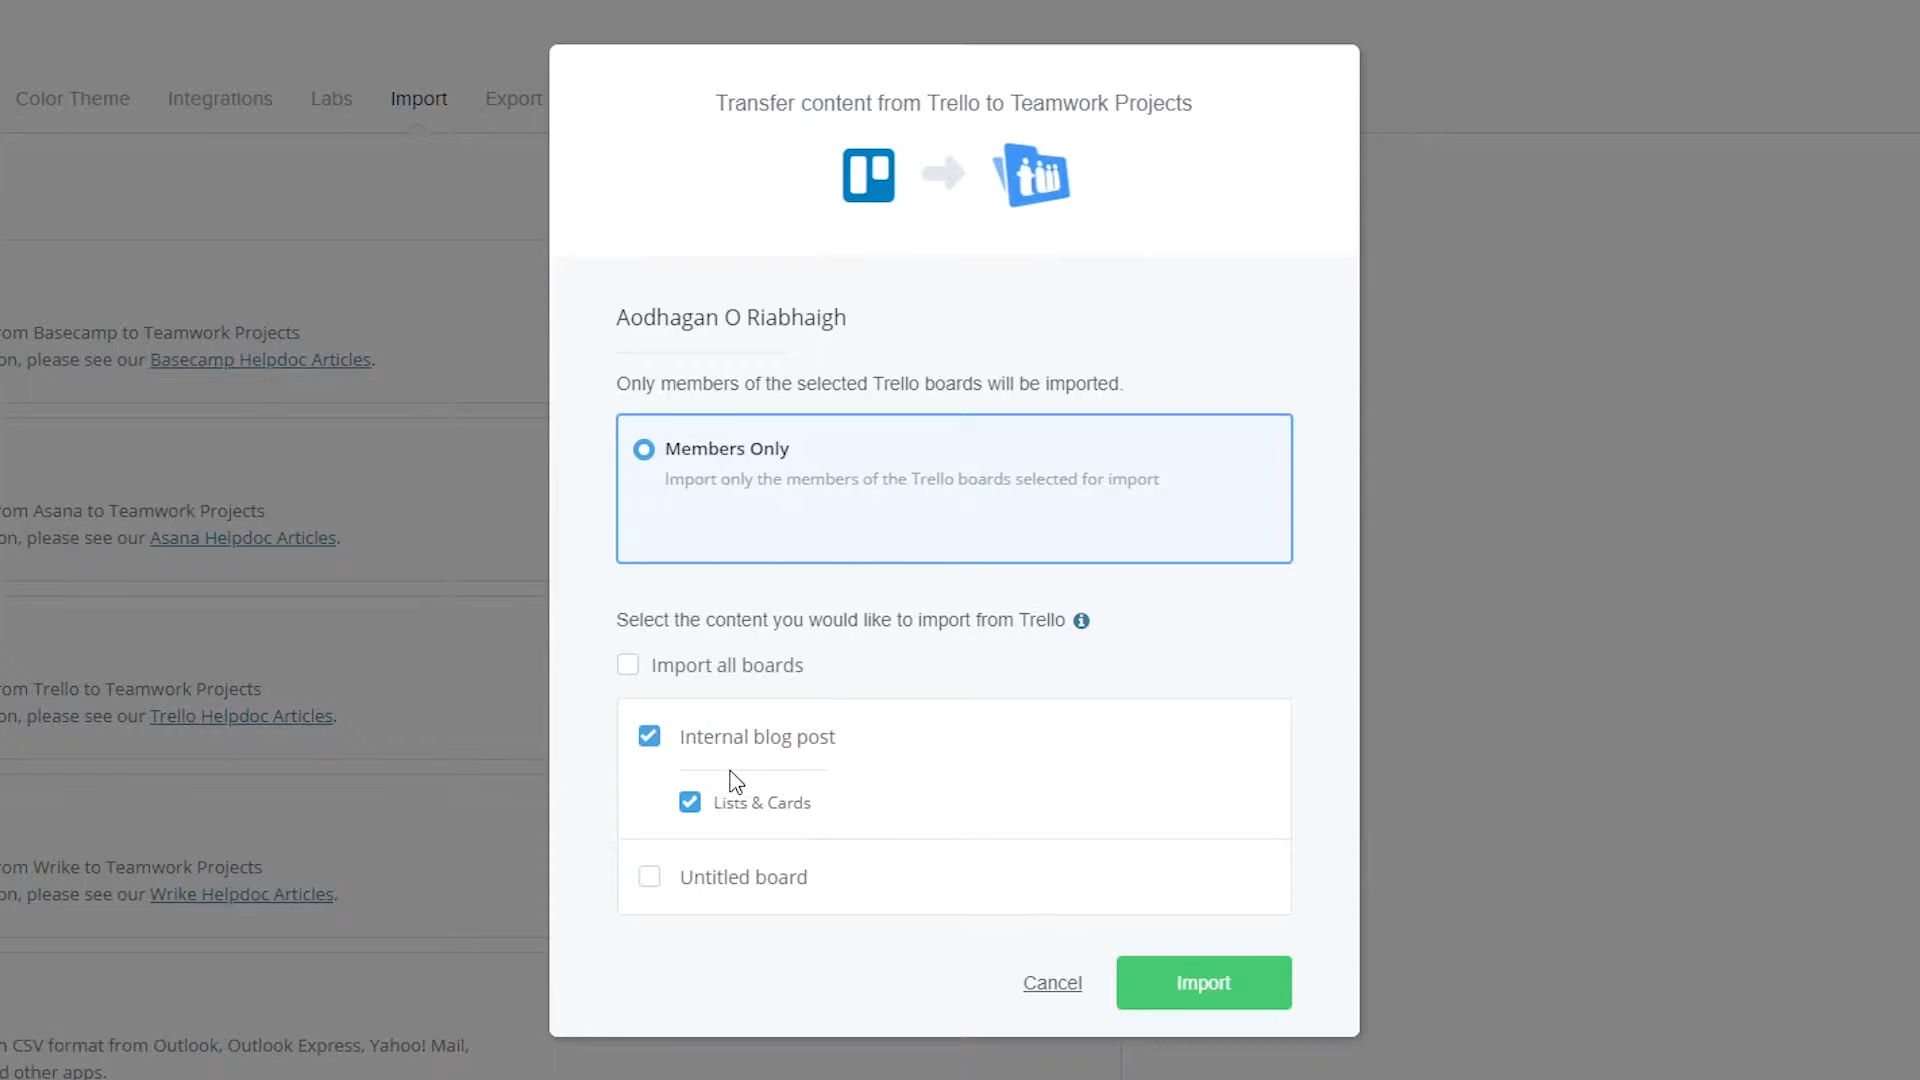 Color Theme Integrations Labs Import Export
Transfer content from Trello to Teamwork Projects
Aodhagan O Riabhaigh
Only members of the selected Trello boards will be imported.
Members Only
Import only the members of the Trello boards selected for import
Select the content you would like to import from Trello
Import all boards
Internal blog post
Lists & Cards
Untitled board
Cancel
Import
om Basecamp to Teamwork Projects
on, please see our Basecamp Helpdoc Articles.
om Asana to Teamwork Projects
on, please see our Asana Helpdoc Articles.
om Trello to Teamwork Projects
on, please see our Trello Helpdoc Articles.
om Wrike to Teamwork Projects
on, please see our Wrike Helpdoc Articles.
n CSV format from Outlook, Outlook Express, Yahoo! Mail,
d other apps.